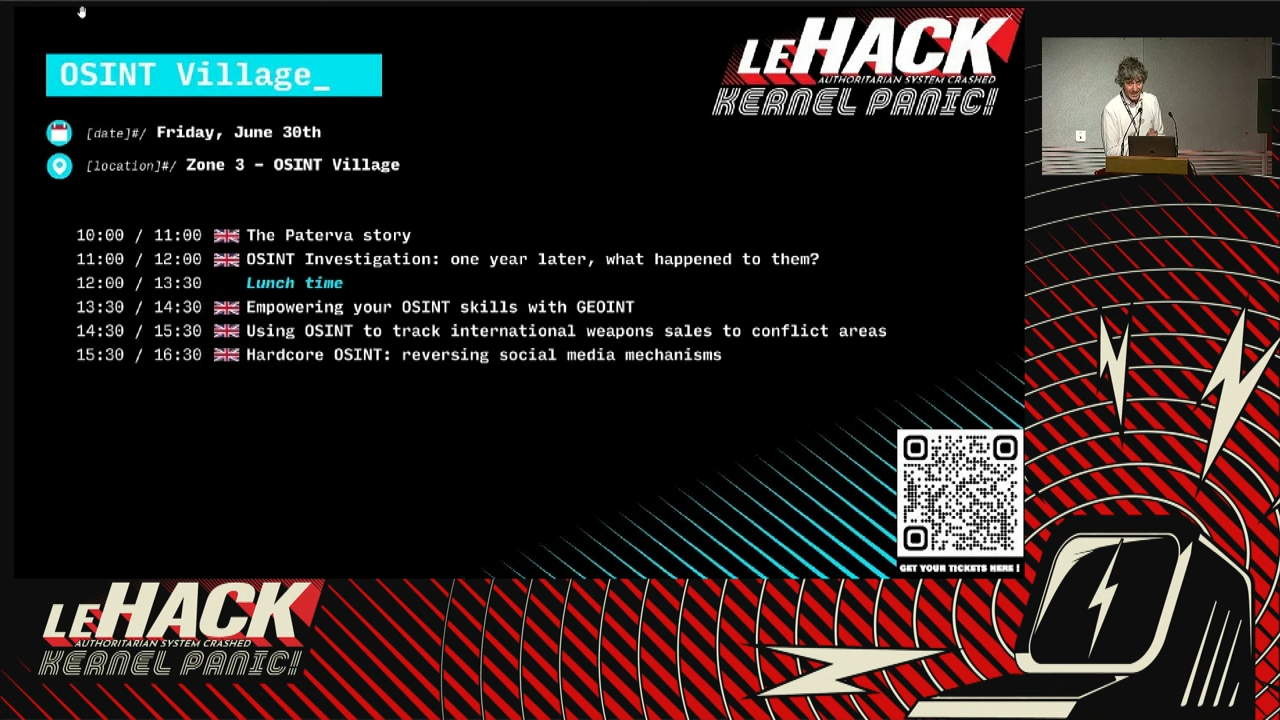 OSINT Village_
LEHACK
AUTHORITARIAN SYSTEM CRASHED
KERNEL PANIC!
[date]#/ Friday, June 30th
[location]#/ Zone 3 – OSINT Village
10:00 / 11:00 The Paterva story
11:00 / 12:00 OSINT Investigation: one year later, what happened to them?
12:00 / 13:30 Lunch time
13:30 / 14:30 Empowering your OSINT skills with GEOINT
14:30 / 15:30 Using OSINT to track international weapons sales to conflict areas
15:30 / 16:30 Hardcore OSINT: reversing social media mechanisms
GET YOUR TICKETS HERE !
LEHACK
AUTHORITARIAN SYSTEM CRASHED
KERNEL PANIC!